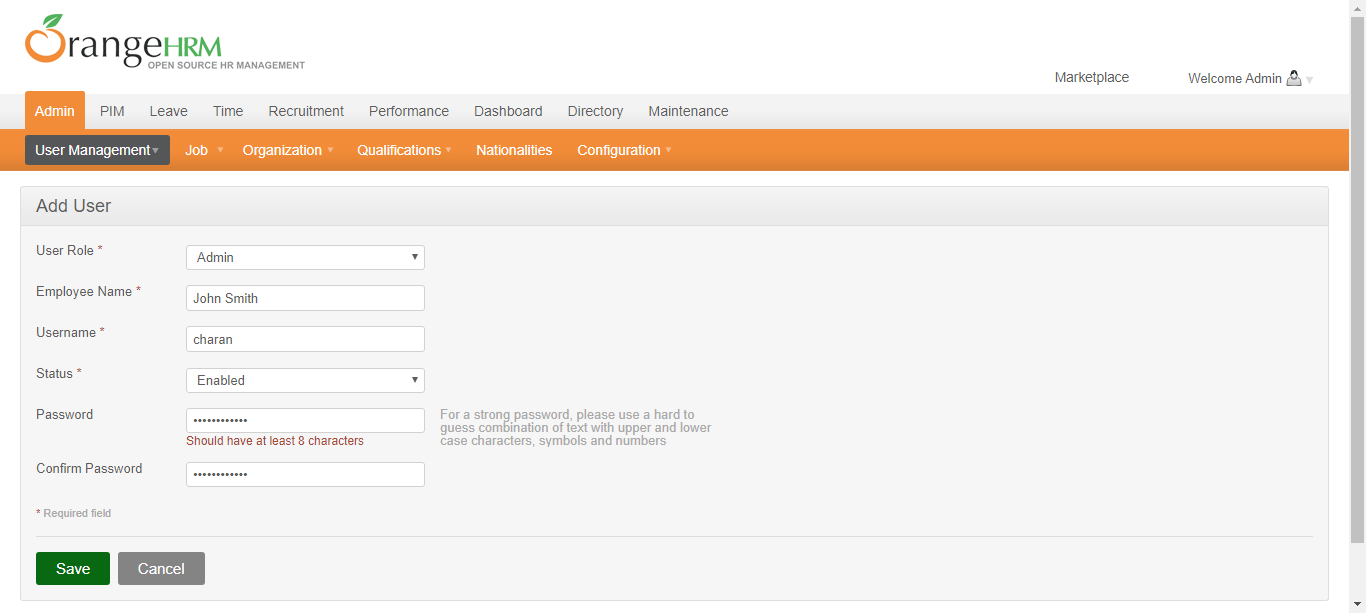 OrangeHRM
OPEN SOURCE HR MANAGEMENT
Marketplace Welcome Admin
Admin PIM Leave Time Recruitment Performance Dashboard Directory Maintenance
User Management Job Organization Qualifications Nationalities Configuration
Add User
User Role * Admin
Employee Name * John Smith
Username * charan
Status * Enabled
Password ••••••••••••
For a strong password, please use a hard to
guess combination of text with upper and lower
case characters, symbols and numbers
Should have at least 8 characters
Confirm Password ••••••••••••
* Required field
Save Cancel